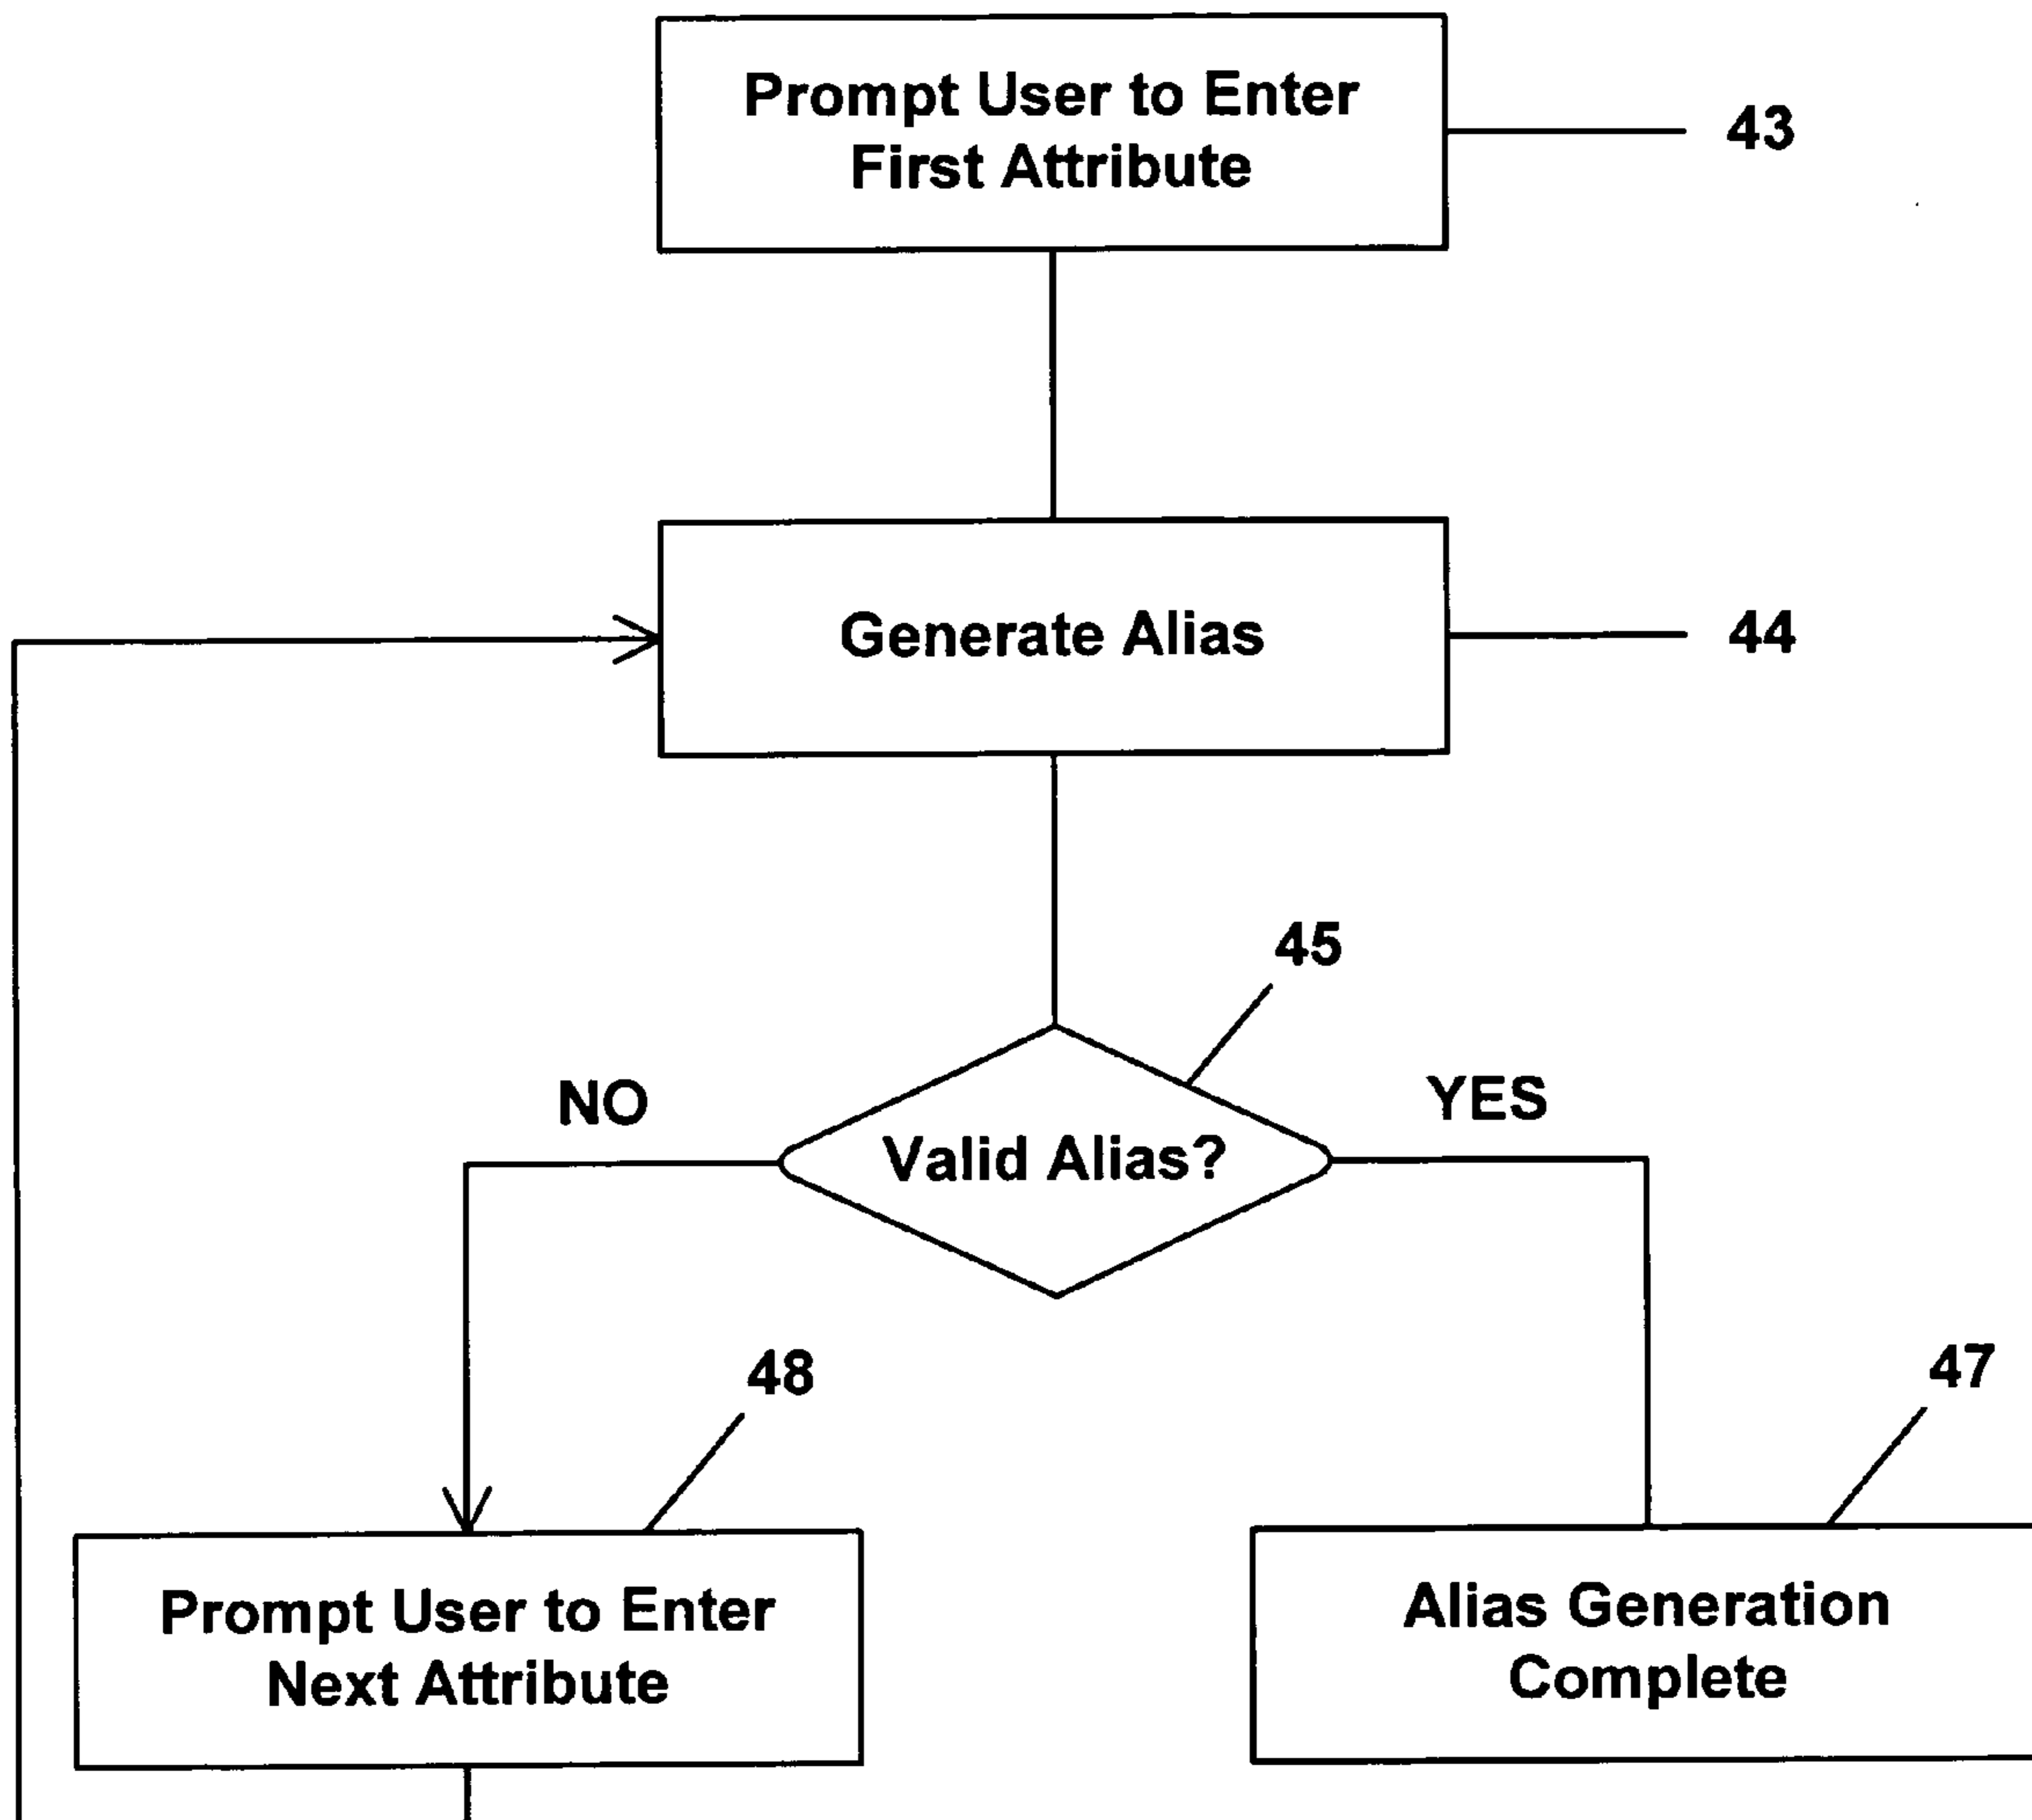 Prompt User to Enter
First Attribute
43
Generate Alias
44
45
NO
YES
Valid Alias?
48
47
Prompt User to Enter
Next Attribute
Alias Generation
Complete